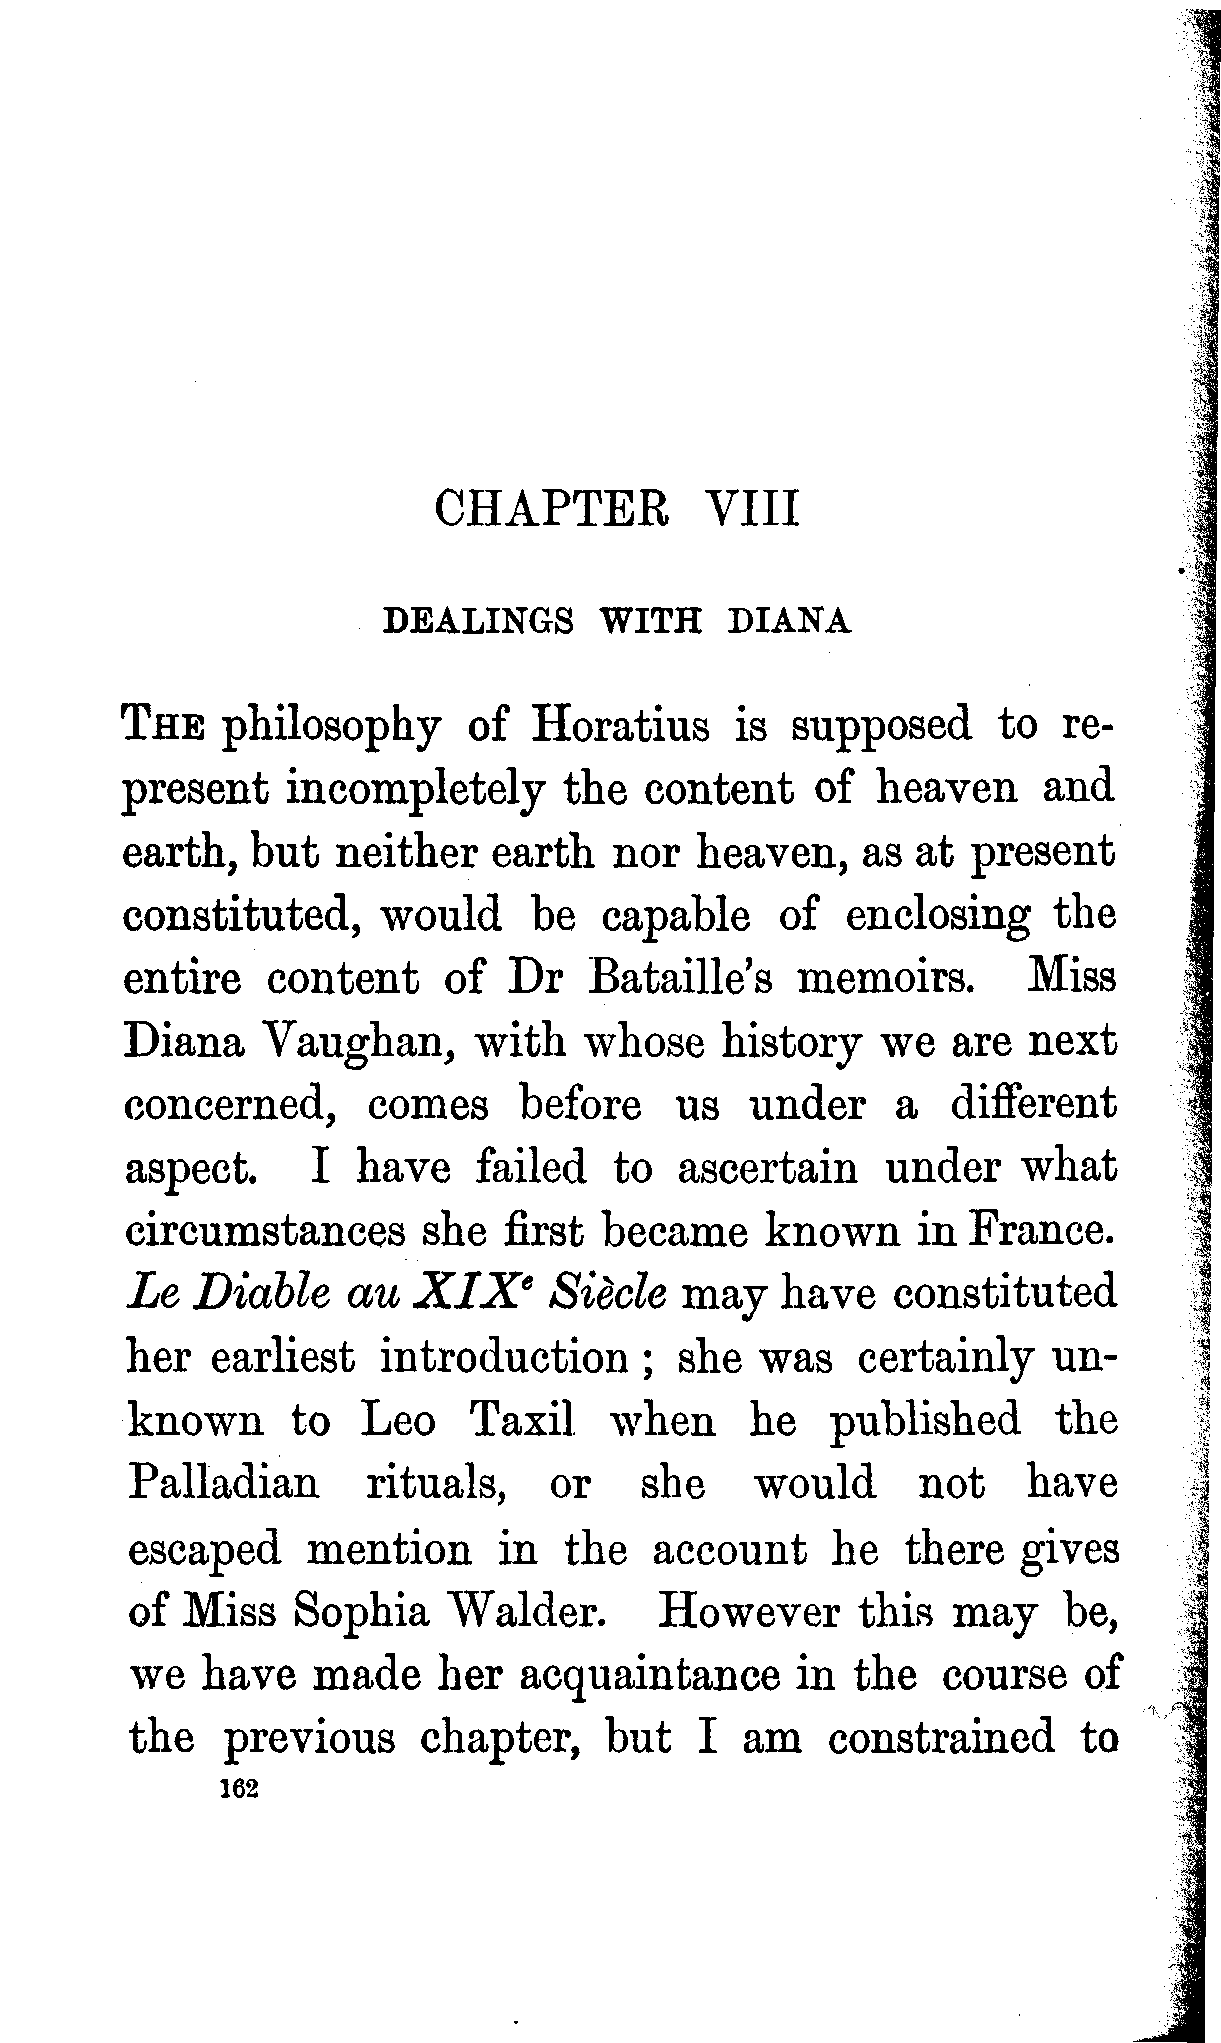 CHAPTER VIII
DEALINGS WITH DIANA
THE philosophy of Horatius is supposed to re-
present incompletely the content of heaven and
earth, but neither earth nor heaven, as at present
constituted, would be capable of enclosing the
entire content of Dr Bataille's memoirs. Miss
Diana Vaughan, with whose history we are next
concerned, comes before us under a different
aspect. I have failed to ascertain under what
circumstances she first became known in France.
Le Diable au XIXᵉ Siècle may have constituted
her earliest introduction ; she was certainly un-
known to Leo Taxil when he published the
Palladian rituals, or she would not have
escaped mention in the account he there gives
of Miss Sophia Walder. However this may be,
we have made her acquaintance in the course of
the previous chapter, but I am constrained to
162